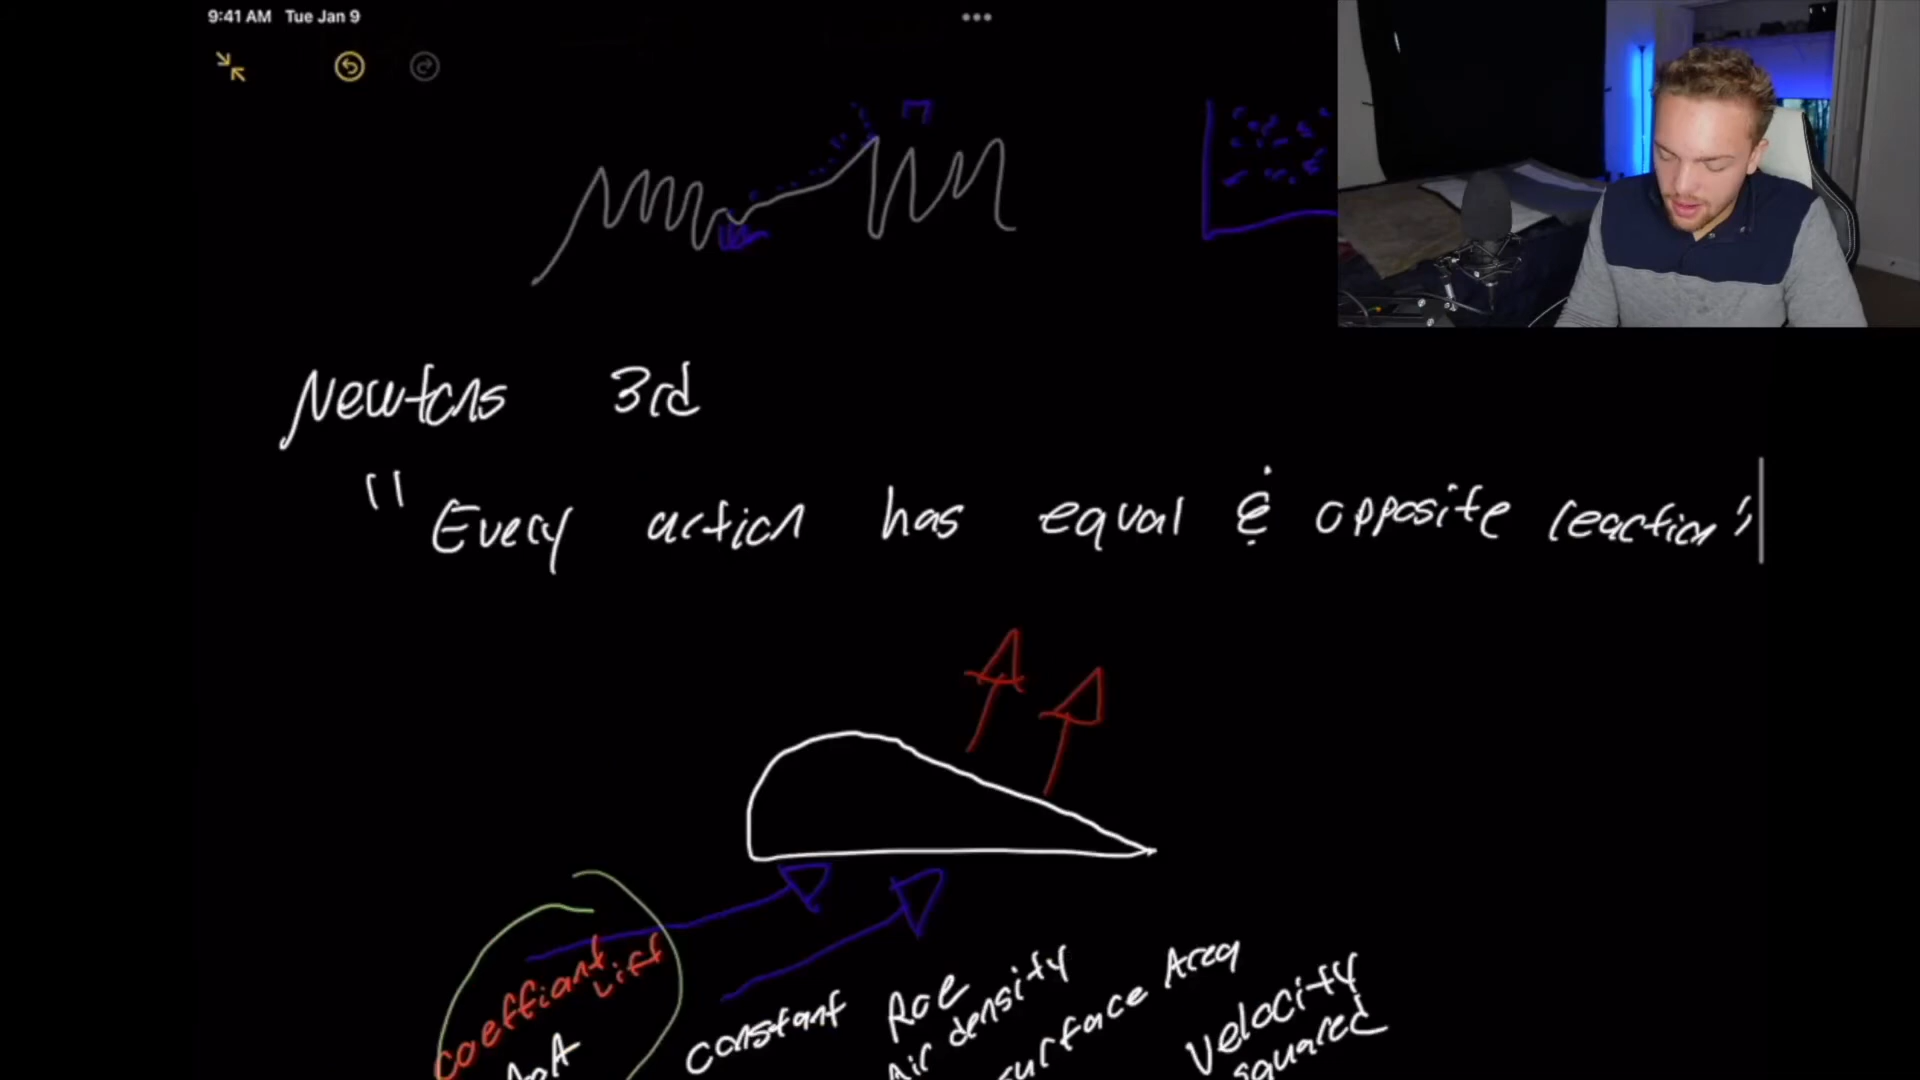 9:41 AM Tue Jan 9
Newtons 3rd
"Every action has equal & opposite reaction"
coeffiant Lift
AoA
constant
Roe
Air density
surface Area
Velocity
squared